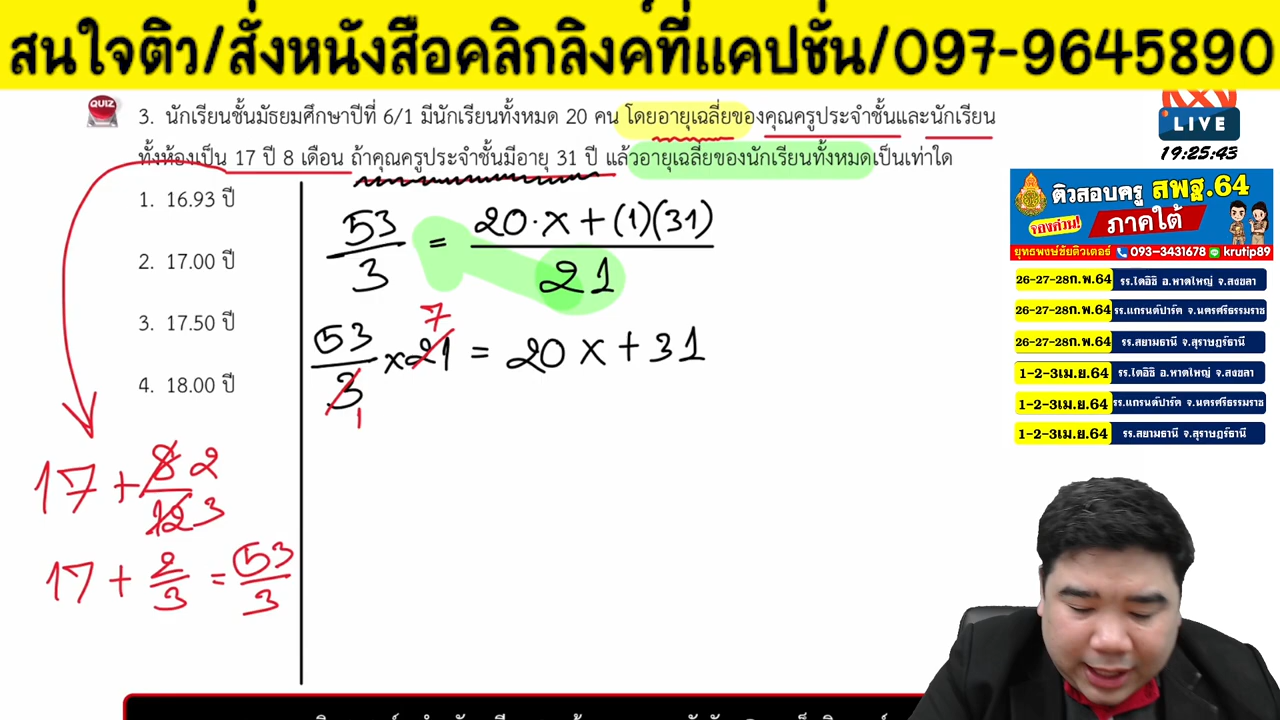 สนใจติว/สั่งหนังสือคลิกลิงค์ที่แคปชั่น/097-9645890
QUIZ
3. นักเรียนชั้นมัธยมศึกษาปีที่ 6/1 มีนักเรียนทั้งหมด 20 คน โดยอายุเฉลี่ยของคุณครูประจำชั้นและนักเรียน
ทั้งห้องเป็น 17 ปี 8 เดือน ถ้าคุณครูประจำชั้นมีอายุ 31 ปี แล้วอายุเฉลี่ยของนักเรียนทั้งหมดเป็นเท่าใด
1. 16.93 ปี
2. 17.00 ปี
3. 17.50 ปี
4. 18.00 ปี
53/3 = 20·x + (1)(31) / 21
53/3 x 21 = 20 x + 31
7
1
17 + 8/12 2/3
17 + 2/3 = 53/3
LIVE
19:25:43
ติวสอบครู สพฐ.64
จองด่วน! ภาคใต้
ยุทธพงษ์ชัยติวเตอร์ 093-3431678 krutip89
26-27-28ก.พ.64 รร.ไดอิชิ อ.หาดใหญ่ จ.สงขลา
26-27-28ก.พ.64 รร.แกรนด์ปาร์ค จ.นครศรีธรรมราช
26-27-28ก.พ.64 รร.สยามธานี จ.สุราษฎร์ธานี
1-2-3เม.ย.64 รร.ไดอิชิ อ.หาดใหญ่ จ.สงขลา
1-2-3เม.ย.64 รร.แกรนด์ปาร์ค จ.นครศรีธรรมราช
1-2-3เม.ย.64 รร.สยามธานี จ.สุราษฎร์ธานี